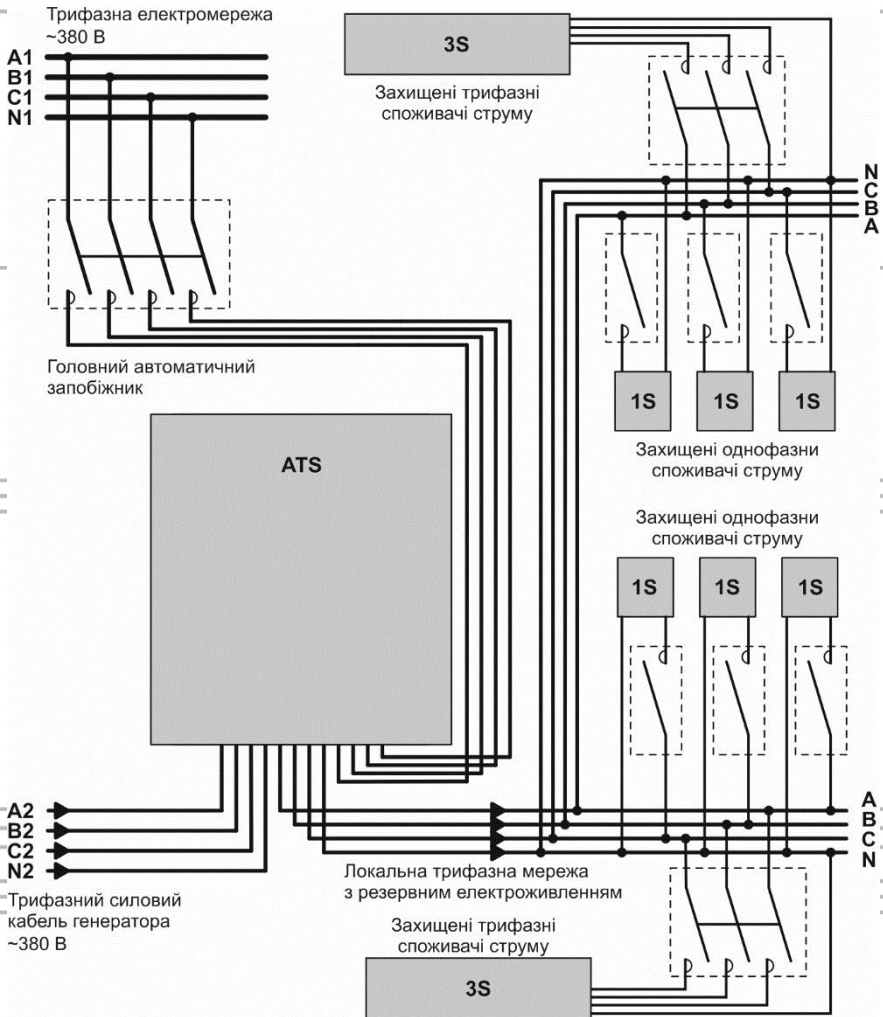 Трифазна електромережа
~380 В
A1
B1
C1
N1
3S
Захищені трифазні
споживачі струму
N
C
B
A
Головний автоматичний
запобіжник
1S
1S
1S
Захищені однофазни
споживачі струму
ATS
Захищені однофазни
споживачі струму
1S
1S
1S
A2
B2
C2
N2
A
B
C
N
Трифазний силовий
кабель генератора
~380 В
Локальна трифазна мережа
з резервним електроживленням
Захищені трифазні
споживачі струму
3S